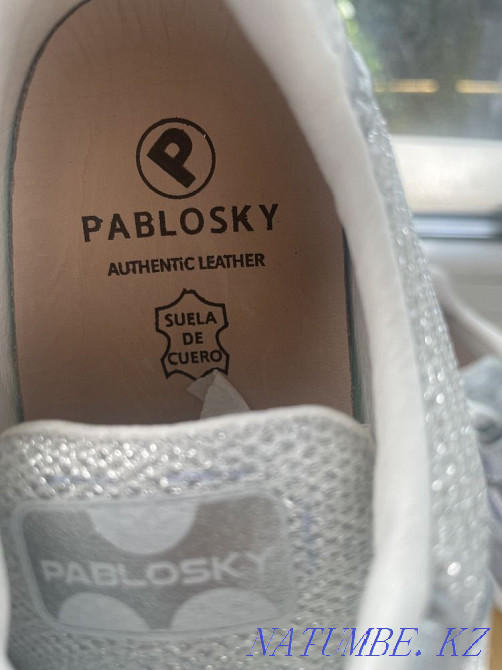 P
PABLOSKY
AUTHENTiC LEATHER
SUELA
DE
CUERO
PABLOSKY
NATUMBE. KZ